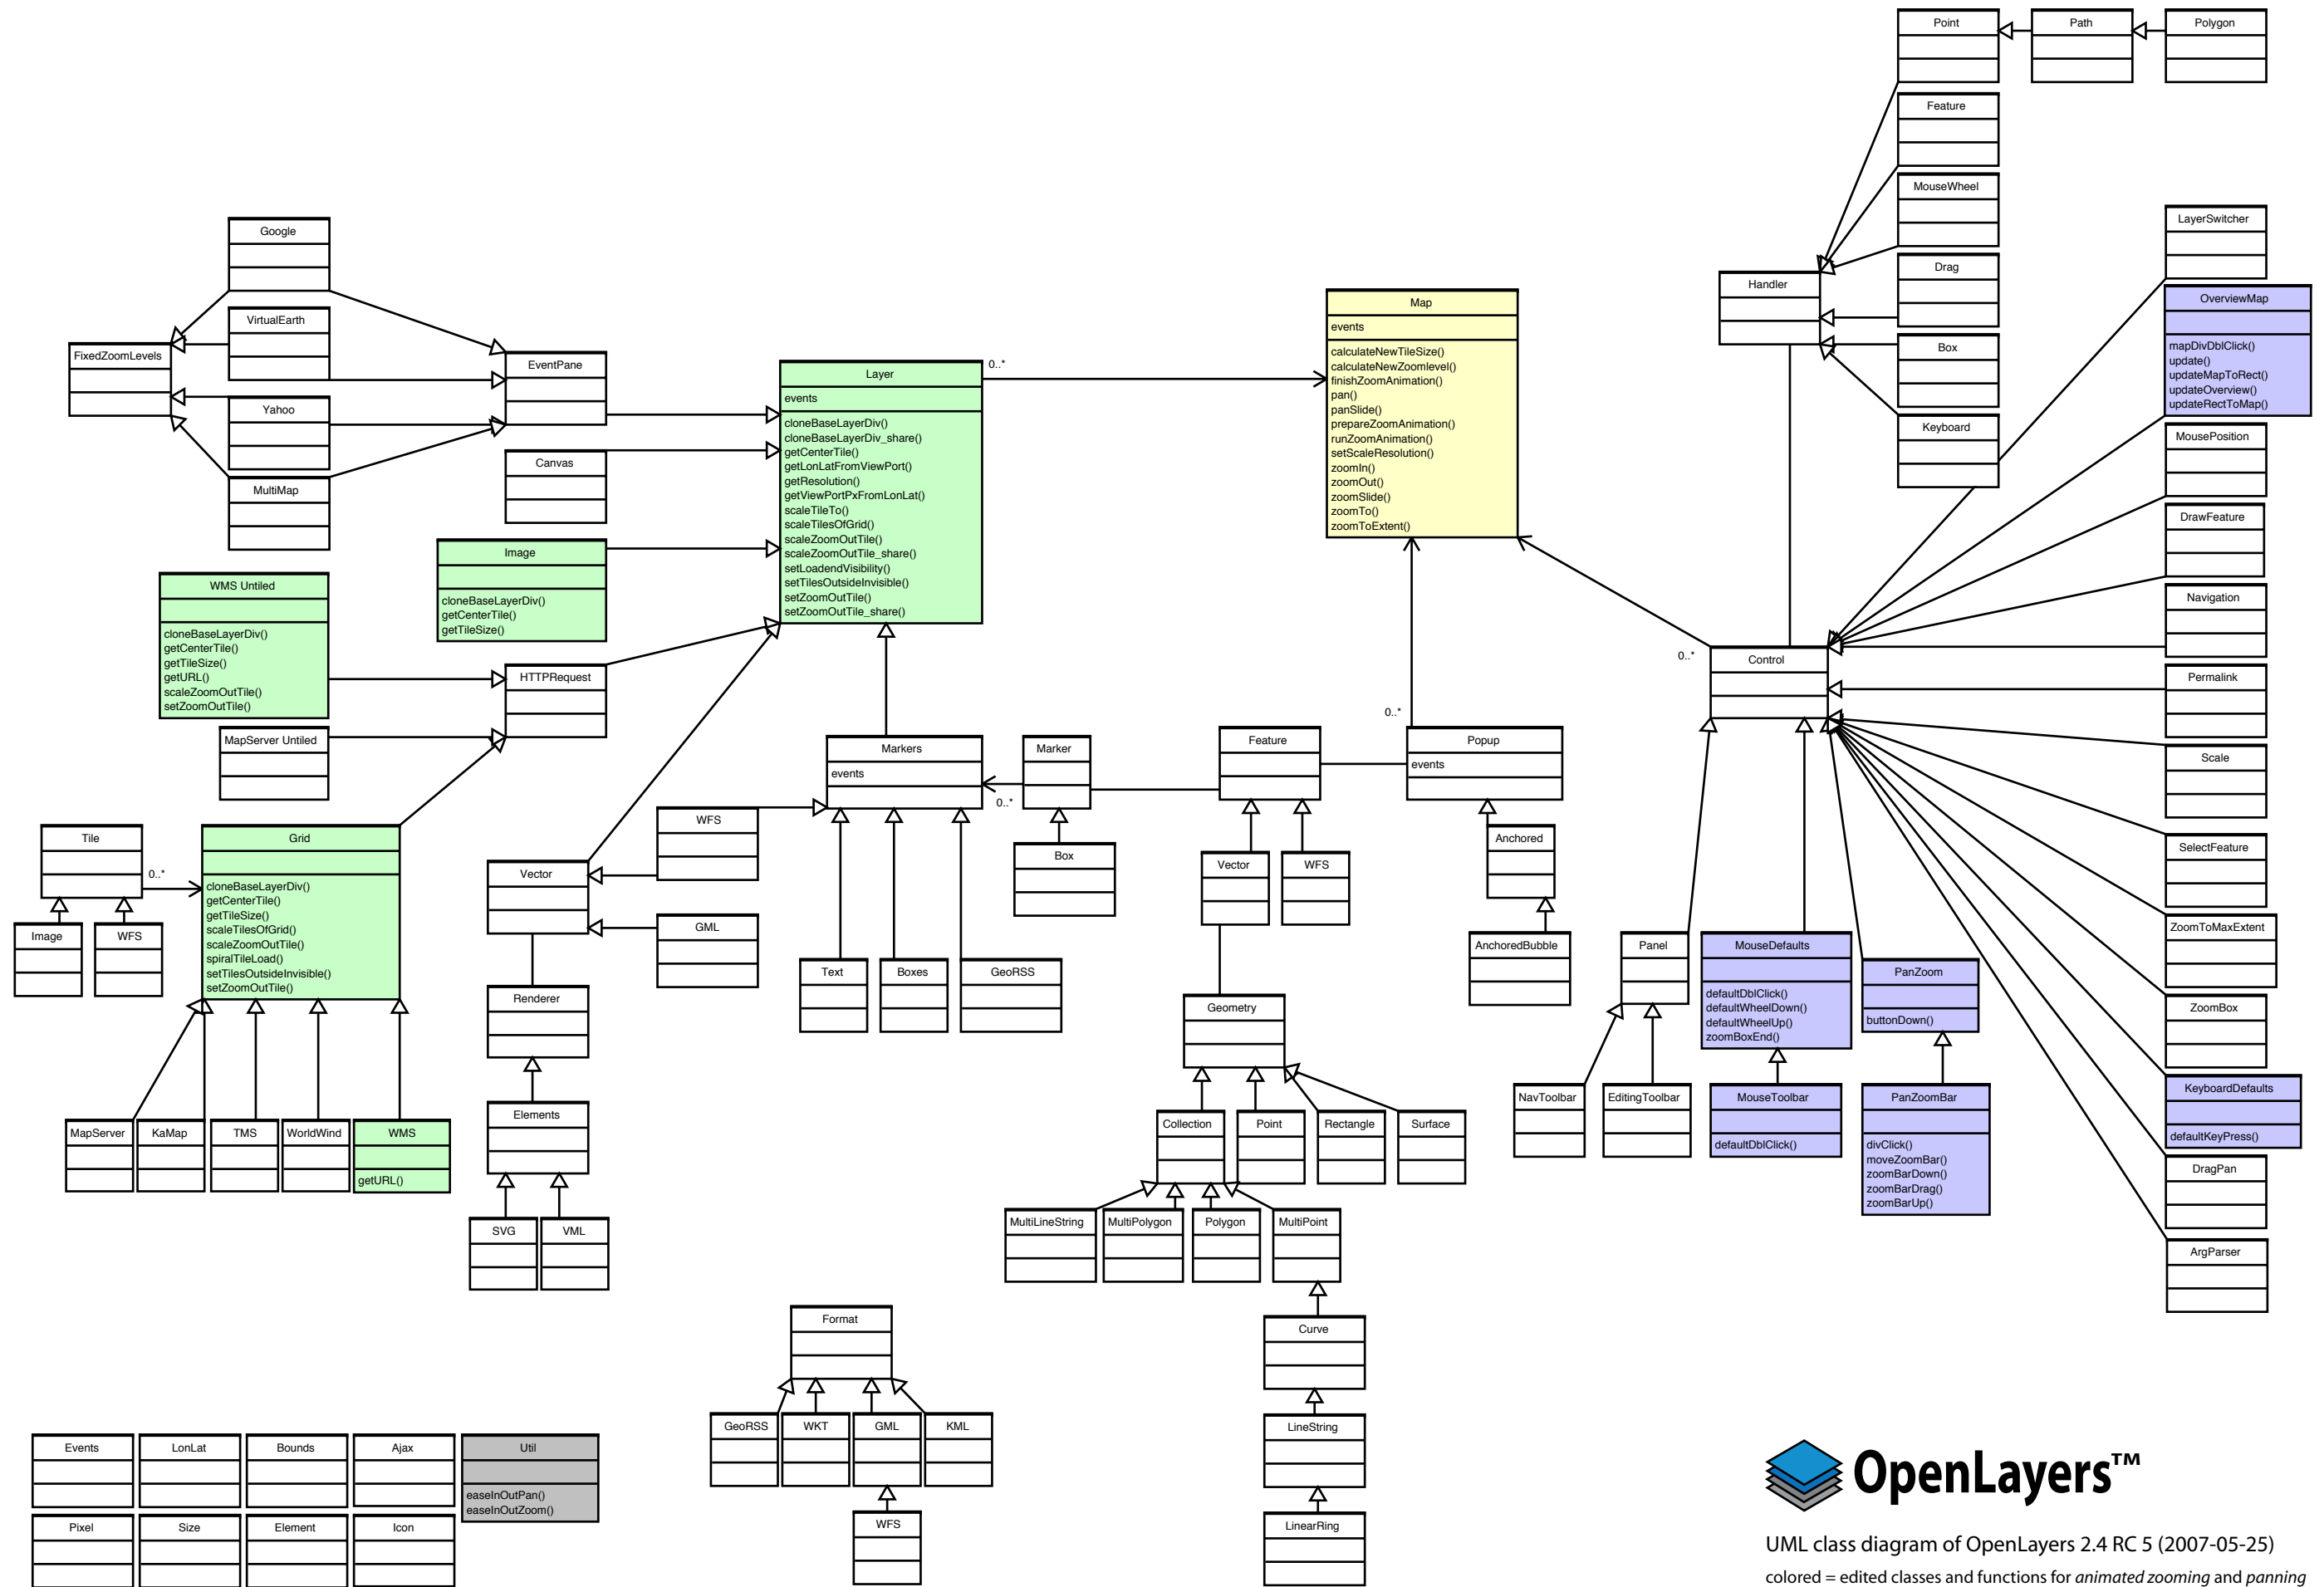 Point
Path
Polygon
Feature
MouseWheel
Drag
Box
Keyboard
Handler
LayerSwitcher
OverviewMap
mapDivDblClick()
update()
updateMapToRect()
updateOverview()
updateRectToMap()
MousePosition
DrawFeature
Navigation
Permalink
Scale
SelectFeature
ZoomToMaxExtent
ZoomBox
KeyboardDefaults
defaultKeyPress()
DragPan
ArgParser
Google
VirtualEarth
FixedZoomLevels
Yahoo
MultiMap
EventPane
Canvas
Image
cloneBaseLayerDiv()
getCenterTile()
getTileSize()
WMS Untiled
cloneBaseLayerDiv()
getCenterTile()
getTileSize()
getURL()
scaleZoomOutTile()
setZoomOutTile()
HTTPRequest
MapServer Untiled
Layer
events
cloneBaseLayerDiv()
cloneBaseLayerDiv_share()
getCenterTile()
getLonLatFromViewPort()
getResolution()
getViewPortPxFromLonLat()
scaleTileTo()
scaleTilesOfGrid()
scaleZoomOutTile()
scaleZoomOutTile_share()
setLoadendVisibility()
setTilesOutsideInvisible()
setZoomOutTile()
setZoomOutTile_share()
0..*
Map
events
calculateNewTileSize()
calculateNewZoomlevel()
finishZoomAnimation()
pan()
panSlide()
prepareZoomAnimation()
runZoomAnimation()
setScaleResolution()
zoomIn()
zoomOut()
zoomSlide()
zoomTo()
zoomToExtent()
0..*
Control
0..*
Markers
events
Marker
0..*
Feature
Popup
events
Tile
0..*
Grid
cloneBaseLayerDiv()
getCenterTile()
getTileSize()
scaleTilesOfGrid()
scaleZoomOutTile()
spiralTileLoad()
setTilesOutsideInvisible()
setZoomOutTile()
Image
WFS
Vector
WFS
GML
Box
Vector
WFS
Anchored
AnchoredBubble
Text
Boxes
GeoRSS
Renderer
Geometry
Panel
MouseDefaults
defaultDblClick()
defaultWheelDown()
defaultWheelUp()
zoomBoxEnd()
PanZoom
buttonDown()
MapServer
KaMap
TMS
WorldWind
WMS
getURL()
Elements
Collection
Point
Rectangle
Surface
NavToolbar
EditingToolbar
MouseToolbar
defaultDblClick()
PanZoomBar
divClick()
moveZoomBar()
zoomBarDown()
zoomBarDrag()
zoomBarUp()
SVG
VML
MultiLineString
MultiPolygon
Polygon
MultiPoint
Format
Curve
GeoRSS
WKT
GML
KML
LineString
WFS
LinearRing
Events
LonLat
Bounds
Ajax
Util
easeInOutPan()
easeInOutZoom()
Pixel
Size
Element
Icon
OpenLayers™
UML class diagram of OpenLayers 2.4 RC 5 (2007-05-25)
colored = edited classes and functions for animated zooming and panning